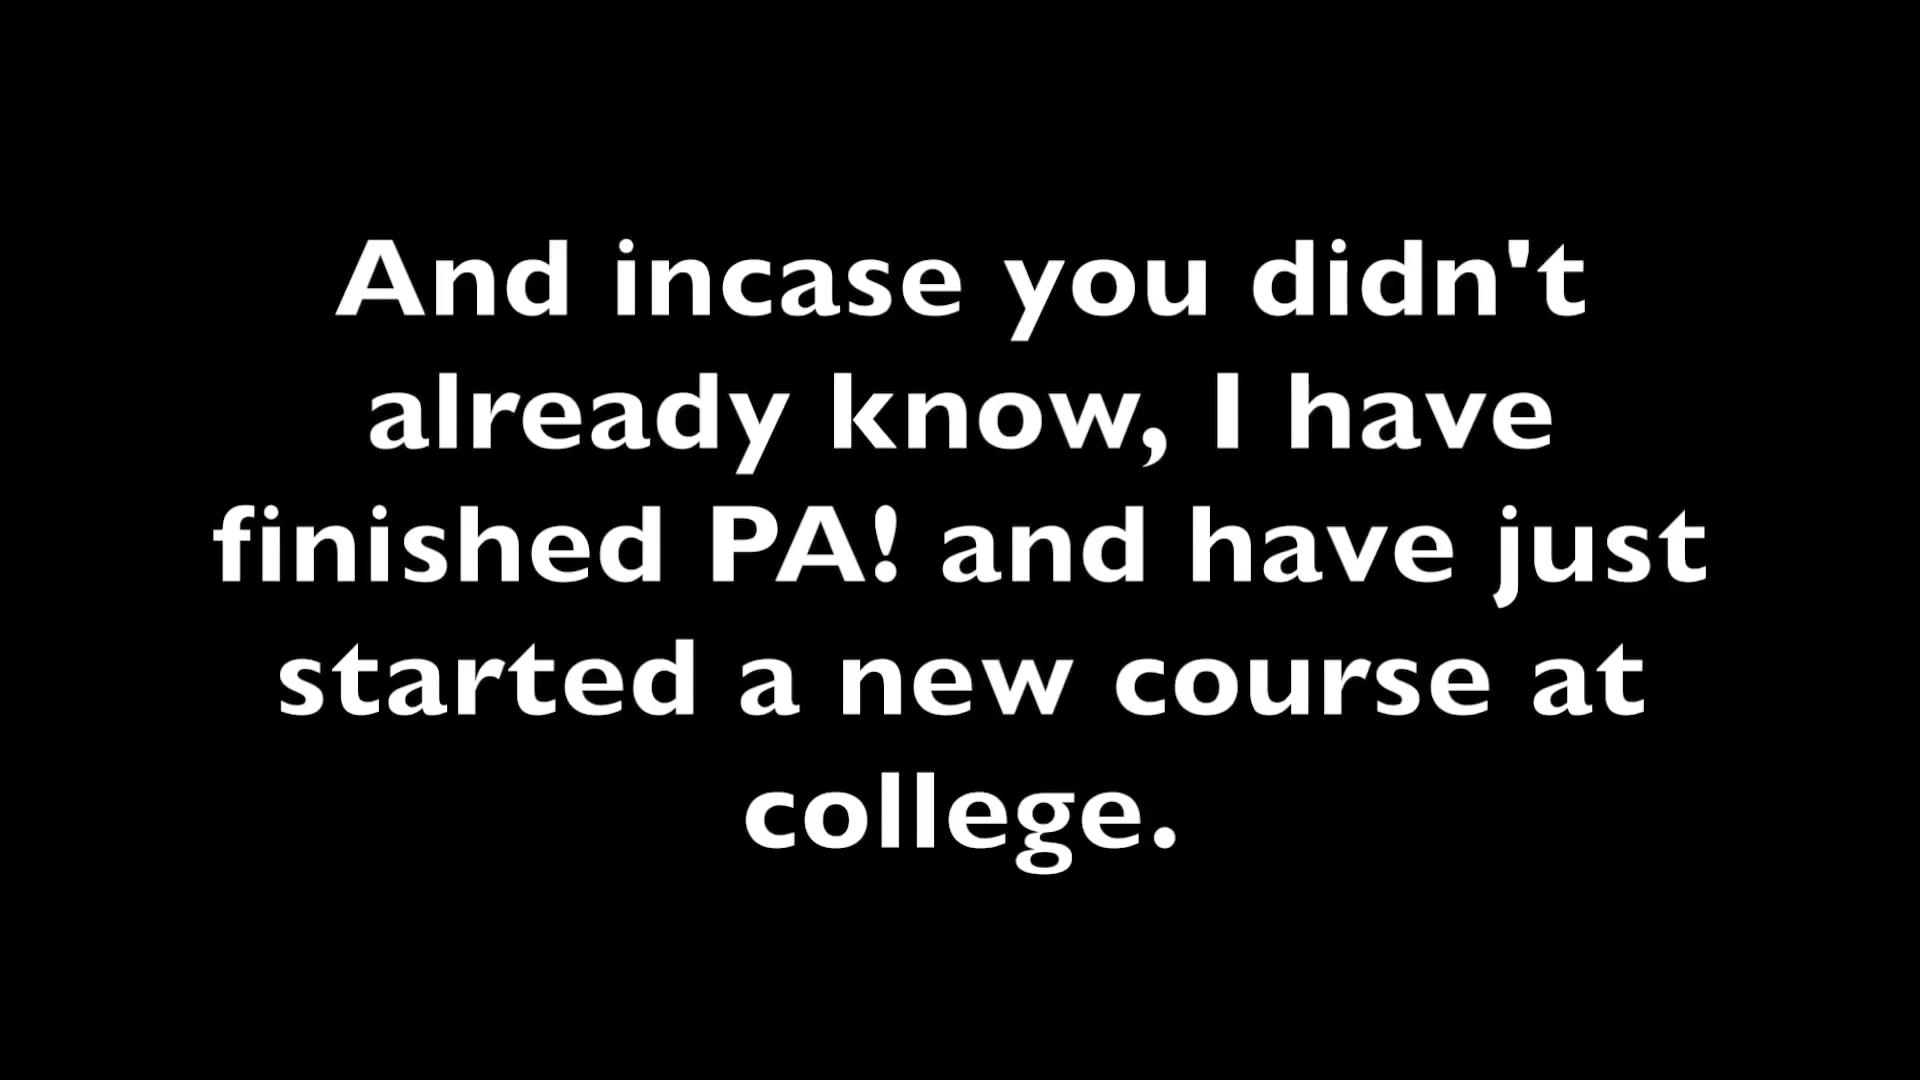 And incase you didn't
already know, I have
finished PA! and have just
started a new course at
college.